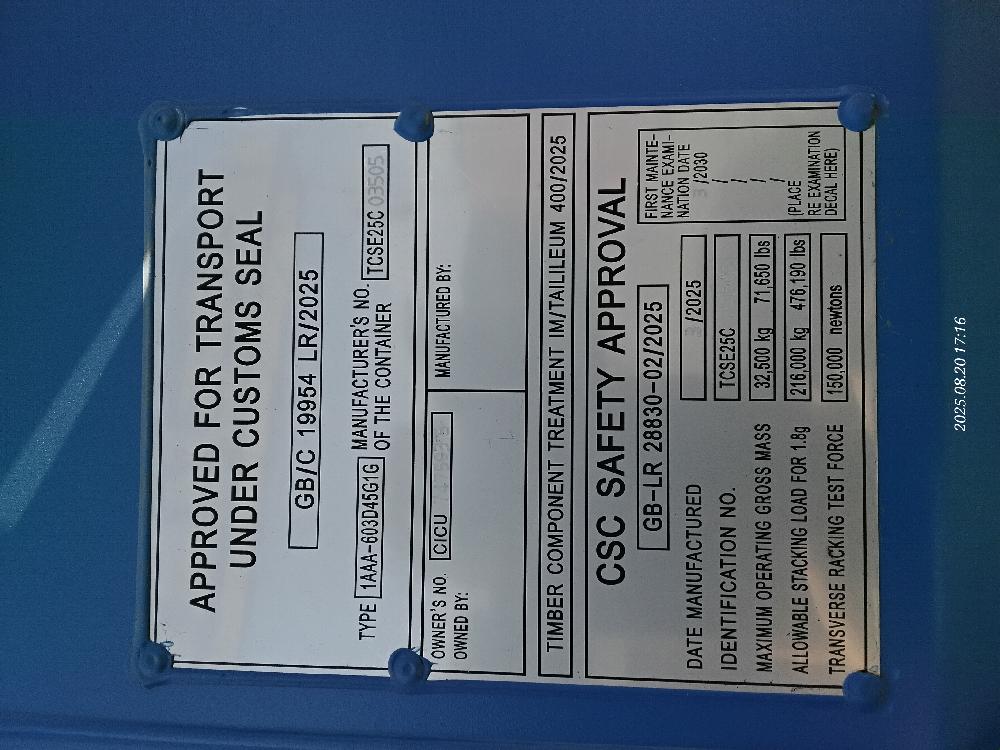 APPROVED FOR TRANSPORT
UNDER CUSTOMS SEAL
GB/C 19954 LR/2025
TYPE 1AAA-603D45G1G MANUFACTURER'S NO. OF THE CONTAINER TCSE25C 03505
OWNER'S NO. CICU
OWNED BY:
MANUFACTURED BY:
TIMBER COMPONENT TREATMENT IM/TAILILEUM 400/2025
CSC SAFETY APPROVAL
GB-LR 28830-02/2025
DATE MANUFACTURED 3 /2025
IDENTIFICATION NO. TCSE25C
MAXIMUM OPERATING GROSS MASS 32,500 kg 71,650 lbs
ALLOWABLE STACKING LOAD FOR 1.8g 216,000 kg 476,190 lbs
TRANSVERSE RACKING TEST FORCE 150,000 newtons
FIRST MAINTE-
NANCE EXAMI-
NATION DATE
3 /2030
/
/
/
/
(PLACE
RE EXAMINATION
DECAL HERE)
2025.08.20 17:16